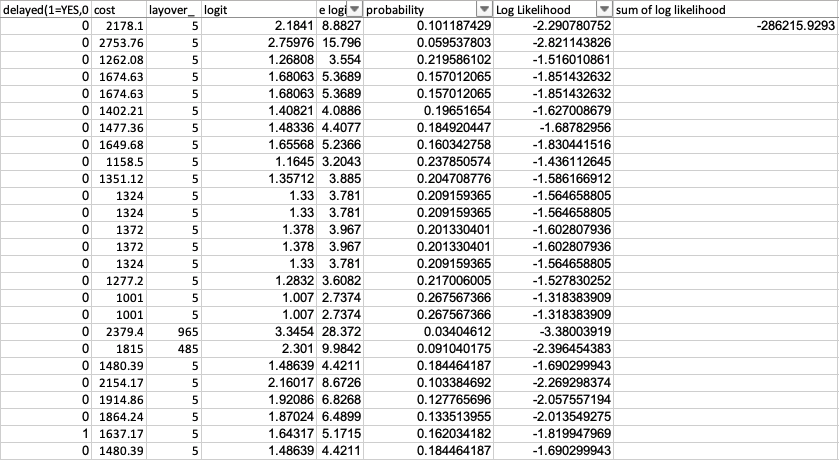 delayed(1=YES,0 cost layover_ logit e logi probability Log Likelihood sum of log likelihood
0 2178.1 5 2.1841 8.8827 0.101187429 -2.290780752 -286215.9293
0 2753.76 5 2.75976 15.796 0.059537803 -2.821143826
0 1262.08 5 1.26808 3.554 0.219586102 -1.516010861
0 1674.63 5 1.68063 5.3689 0.157012065 -1.851432632
0 1674.63 5 1.68063 5.3689 0.157012065 -1.851432632
0 1402.21 5 1.40821 4.0886 0.19651654 -1.627008679
0 1477.36 5 1.48336 4.4077 0.184920447 -1.68782956
0 1649.68 5 1.65568 5.2366 0.160342758 -1.830441516
0 1158.5 5 1.1645 3.2043 0.237850574 -1.436112645
0 1351.12 5 1.35712 3.885 0.204708776 -1.586166912
0 1324 5 1.33 3.781 0.209159365 -1.564658805
0 1324 5 1.33 3.781 0.209159365 -1.564658805
0 1372 5 1.378 3.967 0.201330401 -1.602807936
0 1372 5 1.378 3.967 0.201330401 -1.602807936
0 1324 5 1.33 3.781 0.209159365 -1.564658805
0 1277.2 5 1.2832 3.6082 0.217006005 -1.527830252
0 1001 5 1.007 2.7374 0.267567366 -1.318383909
0 1001 5 1.007 2.7374 0.267567366 -1.318383909
0 2379.4 965 3.3454 28.372 0.03404612 -3.38003919
0 1815 485 2.301 9.9842 0.091040175 -2.396454383
0 1480.39 5 1.48639 4.4211 0.184464187 -1.690299943
0 2154.17 5 2.16017 8.6726 0.103384692 -2.269298374
0 1914.86 5 1.92086 6.8268 0.127765696 -2.057557194
0 1864.24 5 1.87024 6.4899 0.133513955 -2.013549275
1 1637.17 5 1.64317 5.1715 0.162034182 -1.819947969
0 1480.39 5 1.48639 4.4211 0.184464187 -1.690299943